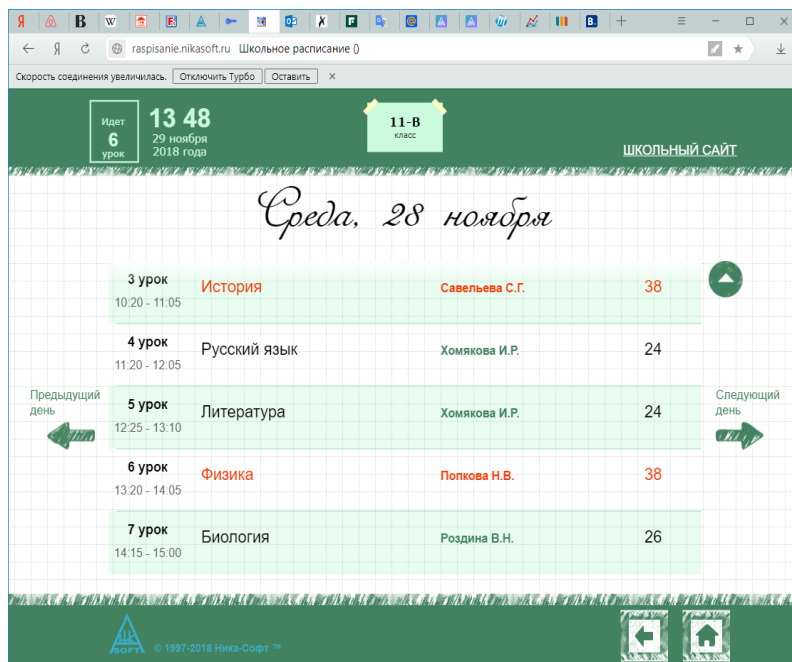 raspisanie.nikasoft.ru Школьное расписание ()
Скорость соединения увеличилась. Отключить Турбо Оставить ×
Идет
6
урок
13 48
29 ноября
2018 года
11-В
класс
ШКОЛЬНЫЙ САЙТ
Среда, 28 ноября
3 урок
10:20 - 11:05
История Савельева С.Г. 38
4 урок
11:20 - 12:05
Русский язык Хомякова И.Р. 24
Предыдущий
день
5 урок
12:25 - 13:10
Литература Хомякова И.Р. 24
Следующий
день
6 урок
13:20 - 14:05
Физика Попкова Н.В. 38
7 урок
14:15 - 15:00
Биология Роздина В.Н. 26
SOFT © 1997-2018 Ника-Софт ™